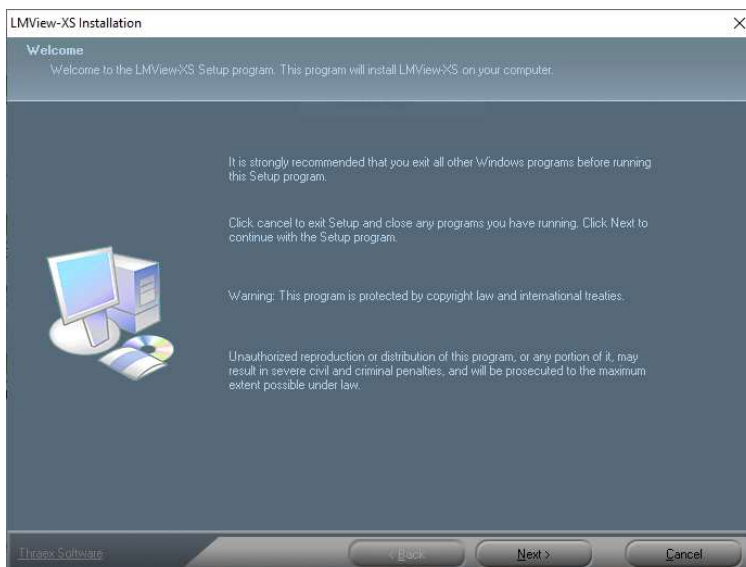 LMView-XS Installation
Welcome
Welcome to the LMView-XS Setup program. This program will install LMView-XS on your computer.
It is strongly recommended that you exit all other Windows programs before running
this Setup program.
Click cancel to exit Setup and close any programs you have running. Click Next to
continue with the Setup program.
Warning: This program is protected by copyright law and international treaties.
Unauthorized reproduction or distribution of this program, or any portion of it, may
result in severe civil and criminal penalties, and will be prosecuted to the maximum
extent possible under law.
Thraex Software
< Back
Next >
Cancel